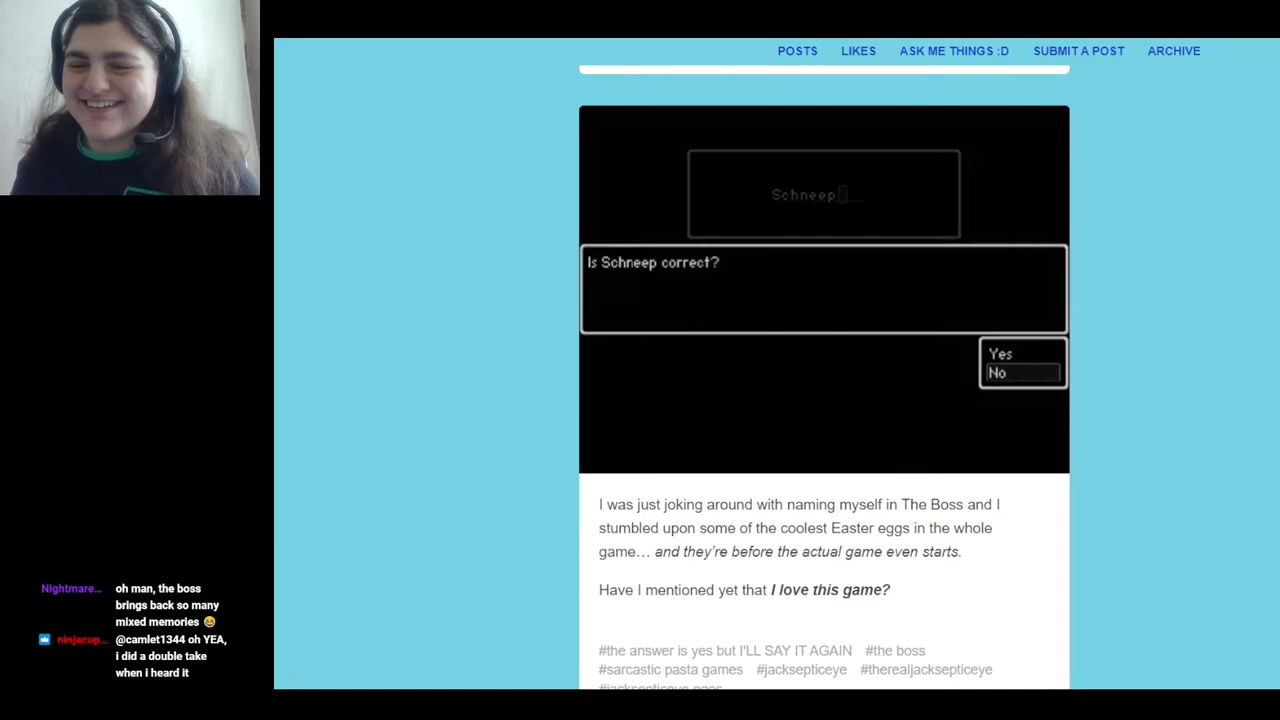 POSTS LIKES ASK ME THINGS :D SUBMIT A POST ARCHIVE
Schneep
Is Schneep correct?
Yes
No
I was just joking around with naming myself in The Boss and I
stumbled upon some of the coolest Easter eggs in the whole
game… and they're before the actual game even starts.
Have I mentioned yet that I love this game?
#the answer is yes but I'LL SAY IT AGAIN #the boss
#sarcastic pasta games #jacksepticeye #therealjacksepticeye
#jacksepticeye egos
Nightmare… oh man, the boss
brings back so many
mixed memories 😂
ninjacup… @camlet1344 oh YEA,
i did a double take
when i heard it